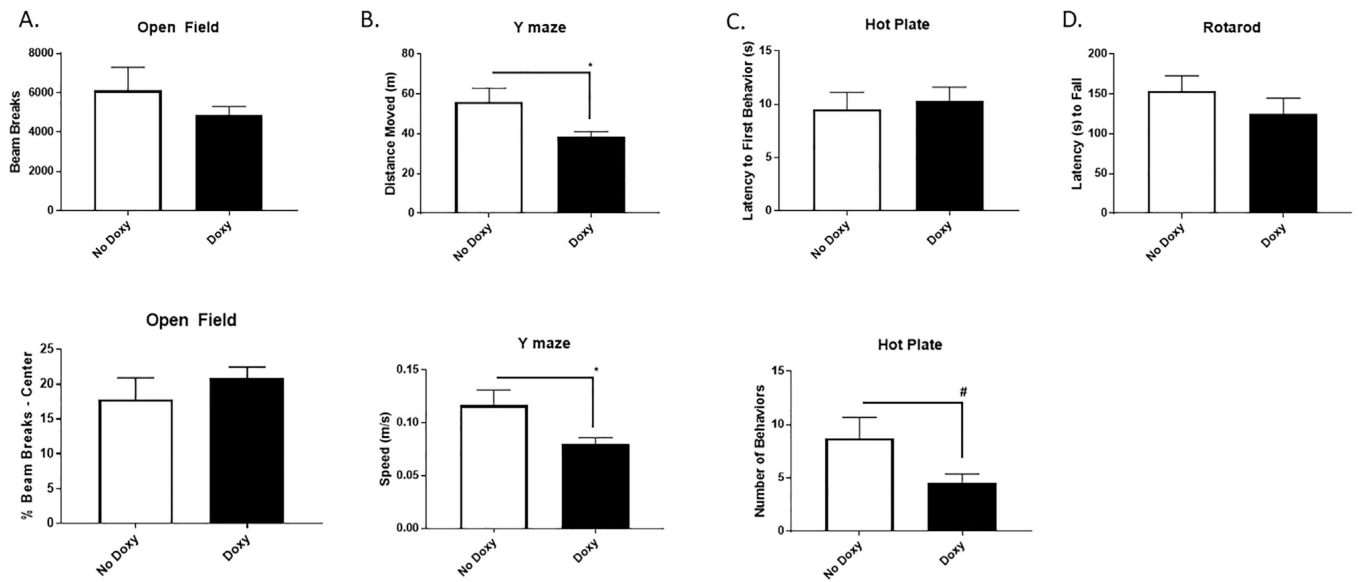 A.
Open Field
Beam Breaks
8000
6000
4000
2000
0
No Doxy
Doxy
B.
Y maze
Distance Moved (m)
80
60
40
20
0
No Doxy
Doxy
*
C.
Hot Plate
Latency to First Behavior (s)
15
10
5
0
No Doxy
Doxy
D.
Rotarod
Latency (s) to Fall
200
150
100
50
0
No Doxy
Doxy
Open Field
% Beam Breaks - Center
25
20
15
10
5
0
No Doxy
Doxy
Y maze
Speed (m/s)
0.15
0.10
0.05
0.00
No Doxy
Doxy
*
Hot Plate
Number of Behaviors
15
10
5
0
No Doxy
Doxy
#